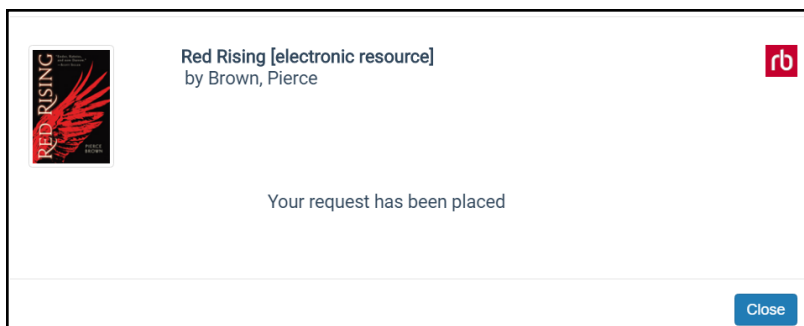 Red Rising [electronic resource]
by Brown, Pierce
rb
RED RISING
PIERCE
BROWN
Your request has been placed
Close